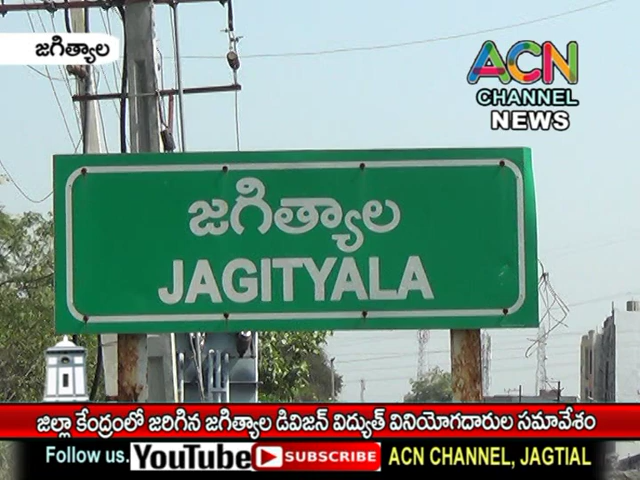 జగిత్యాల
ACN
CHANNEL
NEWS
జగిత్యాల
JAGITYALA
జిల్లా కేంద్రంలో జరిగిన జగిత్యాల డివిజన్ విద్యుత్ వినియోగదారుల సమావేశం
Follow us. YouTube SUBSCRIBE ACN CHANNEL, JAGTIAL